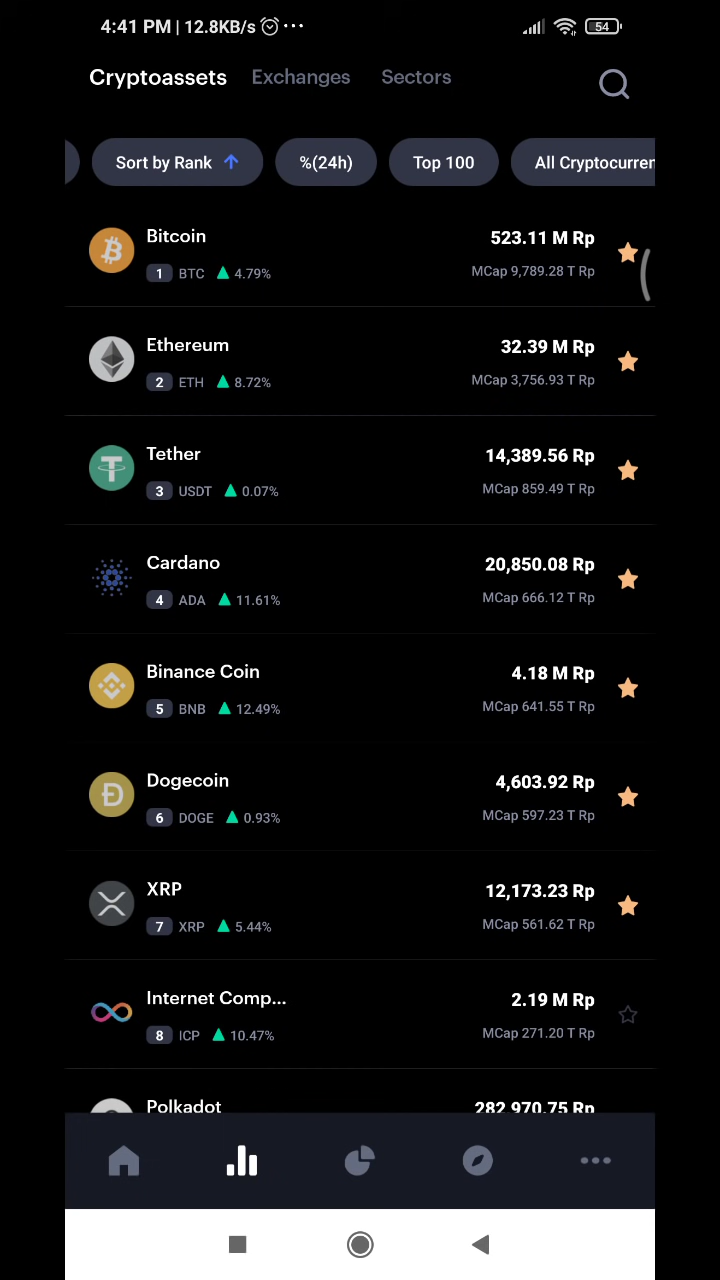 4:41 PM | 12.8KB/s ... 54
Cryptoassets Exchanges Sectors
Sort by Rank %(24h) Top 100 All Cryptocurren
Bitcoin 523.11 M Rp
1 BTC 4.79% MCap 9,789.28 T Rp
Ethereum 32.39 M Rp
2 ETH 8.72% MCap 3,756.93 T Rp
Tether 14,389.56 Rp
3 USDT 0.07% MCap 859.49 T Rp
Cardano 20,850.08 Rp
4 ADA 11.61% MCap 666.12 T Rp
Binance Coin 4.18 M Rp
5 BNB 12.49% MCap 641.55 T Rp
Dogecoin 4,603.92 Rp
6 DOGE 0.93% MCap 597.23 T Rp
XRP 12,173.23 Rp
7 XRP 5.44% MCap 561.62 T Rp
Internet Comp... 2.19 M Rp
8 ICP 10.47% MCap 271.20 T Rp
Polkadot 282,970.75 Rp